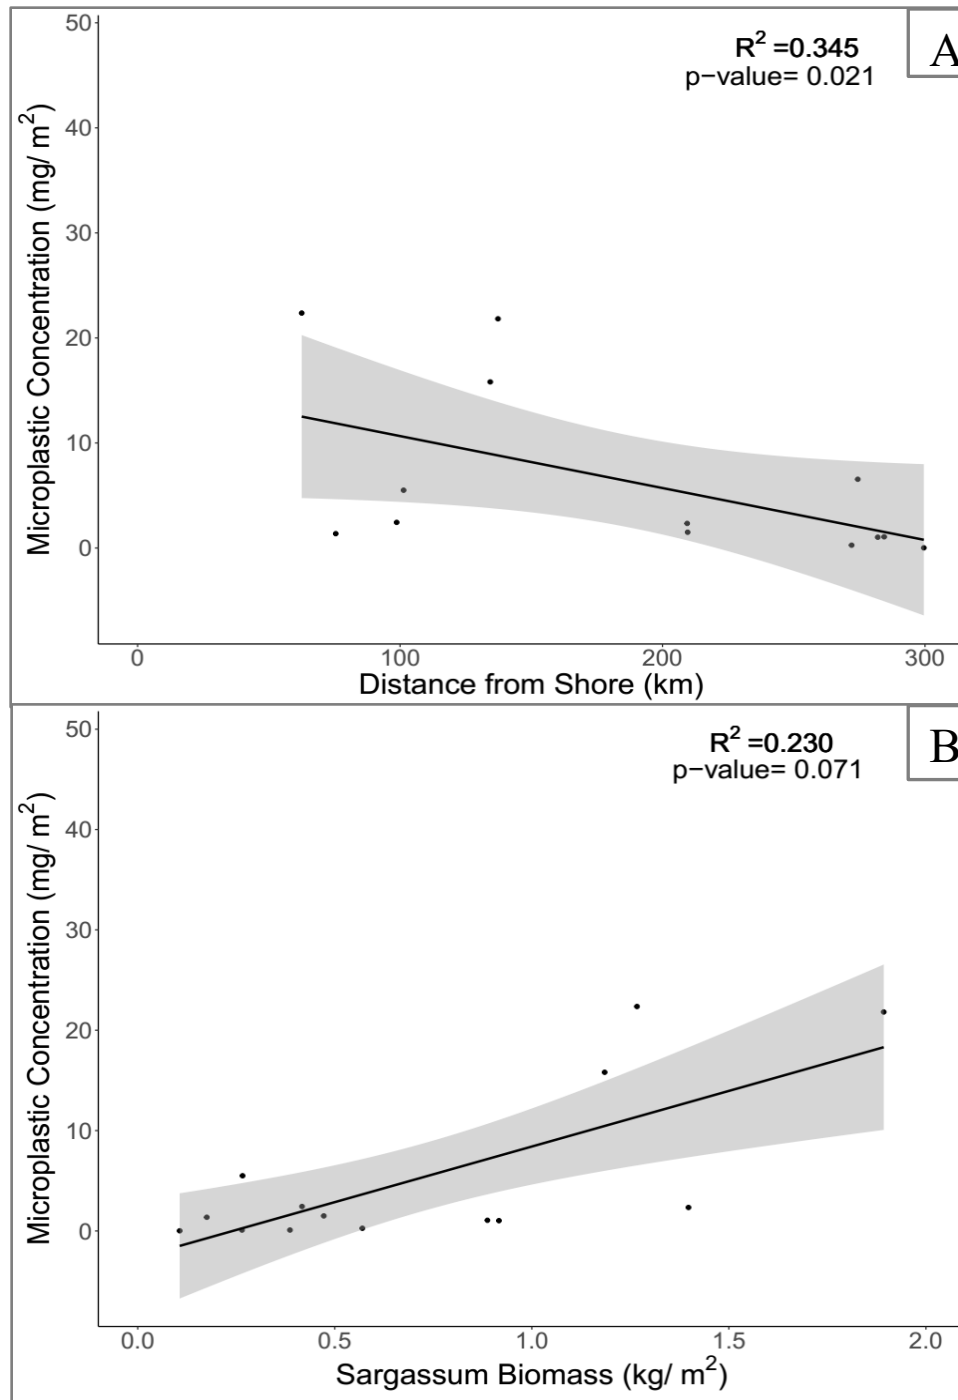 A
R² =0.345
p−value= 0.021
Microplastic Concentration (mg/ m²)
50
40
30
20
10
0
0 100 200 300
Distance from Shore (km)
B
R² =0.230
p−value= 0.071
Microplastic Concentration (mg/ m²)
50
40
30
20
10
0
0.0 0.5 1.0 1.5 2.0
Sargassum Biomass (kg/ m²)